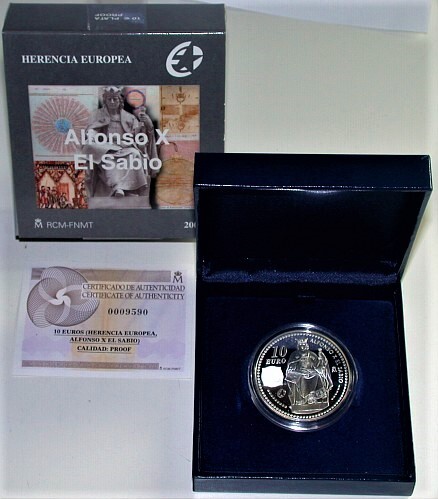 HERENCIA EUROPEA
Alfonso X
El Sabio
RCM-FNMT
CERTIFICADO DE AUTENTICIDAD
CERTIFICATE OF AUTHENTICITY
0009590
10 EUROS (HERENCIA EUROPEA,
ALFONSO X EL SABIO)
CALIDAD: PROOF
10
EURO
ALFONSO X EL SABIO